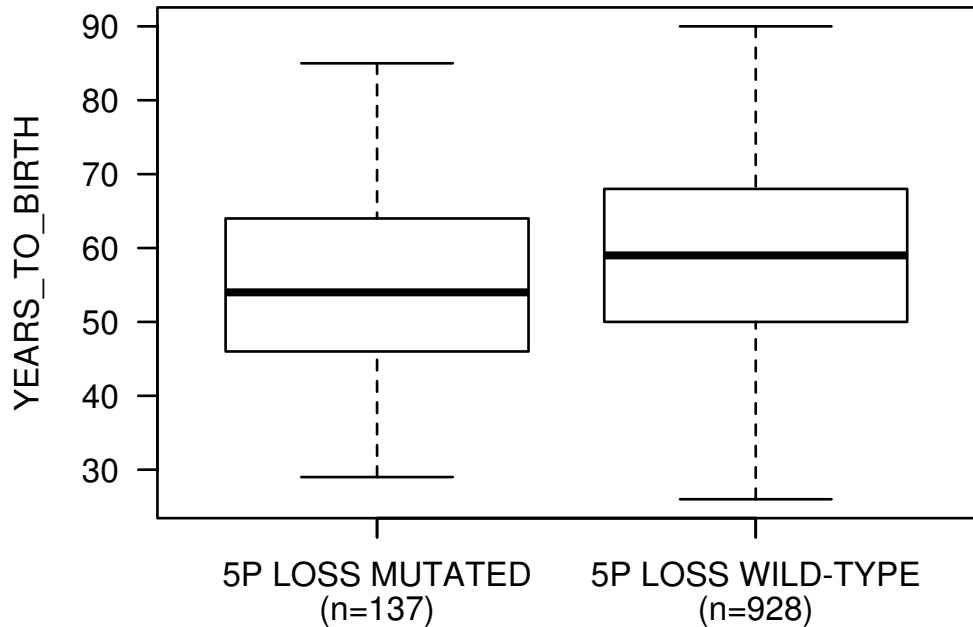 YEARS_TO_BIRTH
90
80
70
60
50
40
30
5P LOSS MUTATED
(n=137)
5P LOSS WILD-TYPE
(n=928)